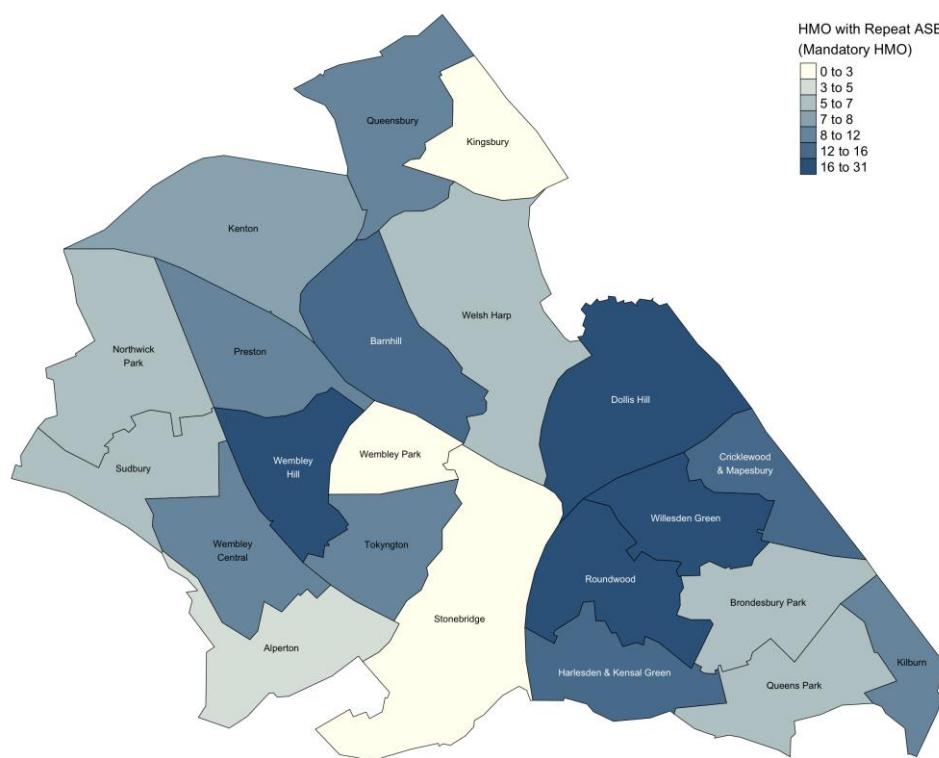 HMO with Repeat ASB
(Mandatory HMO)
0 to 3
3 to 5
5 to 7
7 to 8
8 to 12
12 to 16
16 to 31
Queensbury
Kingsbury
Kenton
Welsh Harp
Barnhill
Northwick
Park
Preston
Dollis Hill
Cricklewood
& Mapesbury
Wembley Park
Wembley
Hill
Sudbury
Willesden Green
Wembley
Central
Tokyngton
Roundwood
Brondesbury Park
Stonebridge
Alperton
Kilburn
Harlesden & Kensal Green
Queens Park